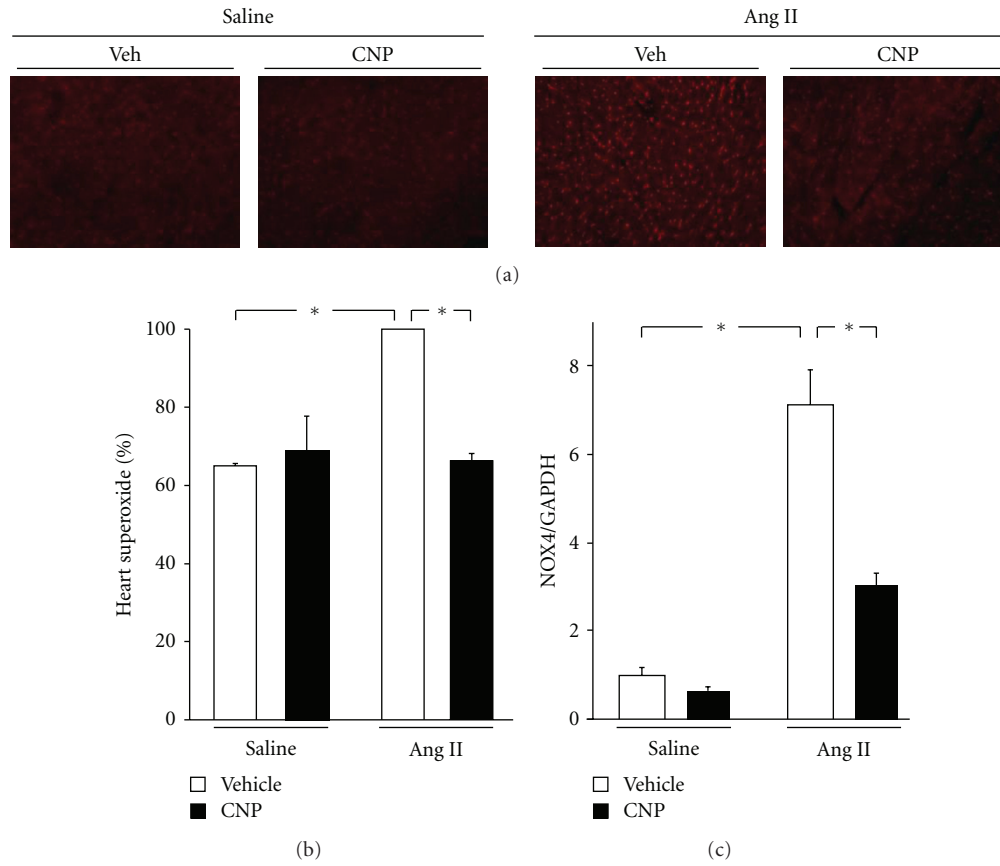 Saline Ang II
Veh CNP Veh CNP
(a)
* *
100
80
60
40
20
0
Heart superoxide (%)
Saline Ang II
Vehicle
CNP
(b)
* *
8
6
4
2
0
NOX4/GAPDH
Saline Ang II
Vehicle
CNP
(c)